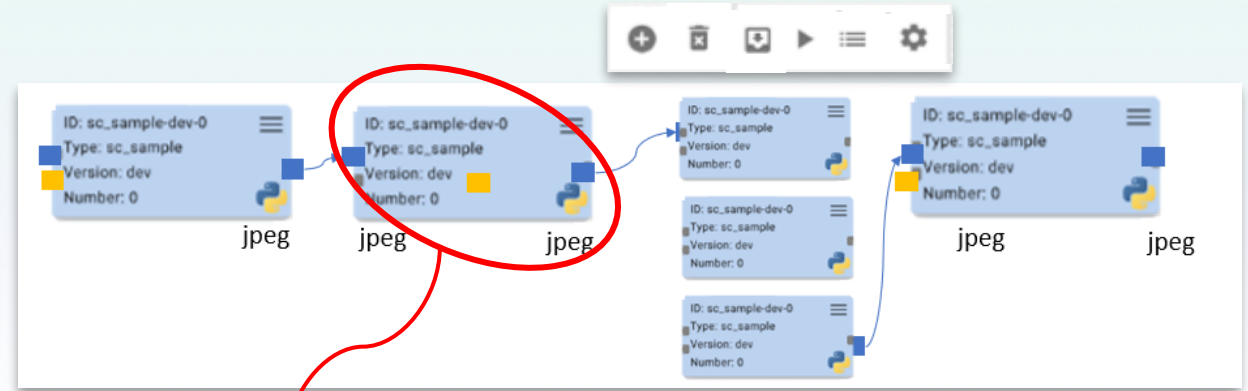 ID: sc_sample-dev-0
Type: sc_sample
Version: dev
Number: 0
jpeg
ID: sc_sample-dev-0
Type: sc_sample
Version: dev
Number: 0
jpeg
jpeg
ID: sc_sample-dev-0
Type: sc_sample
Version: dev
Number: 0
ID: sc_sample-dev-0
Type: sc_sample
Version: dev
Number: 0
ID: sc_sample-dev-0
Type: sc_sample
Version: dev
Number: 0
ID: sc_sample-dev-0
Type: sc_sample
Version: dev
Number: 0
jpeg
jpeg